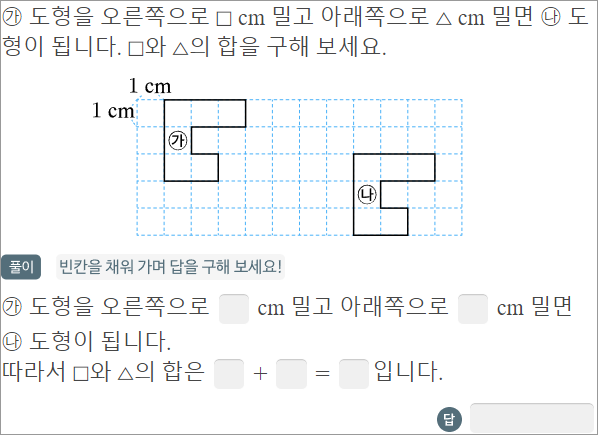 ㉮ 도형을 오른쪽으로 □ cm 밀고 아래쪽으로 △ cm 밀면 ㉯ 도
형이 됩니다. □와 △의 합을 구해 보세요.
1 cm
1 cm
㉮
㉯
풀이 빈칸을 채워 가며 답을 구해 보세요!
㉮ 도형을 오른쪽으로 cm 밀고 아래쪽으로 cm 밀면
㉯ 도형이 됩니다.
따라서 □와 △의 합은 + = 입니다.
답